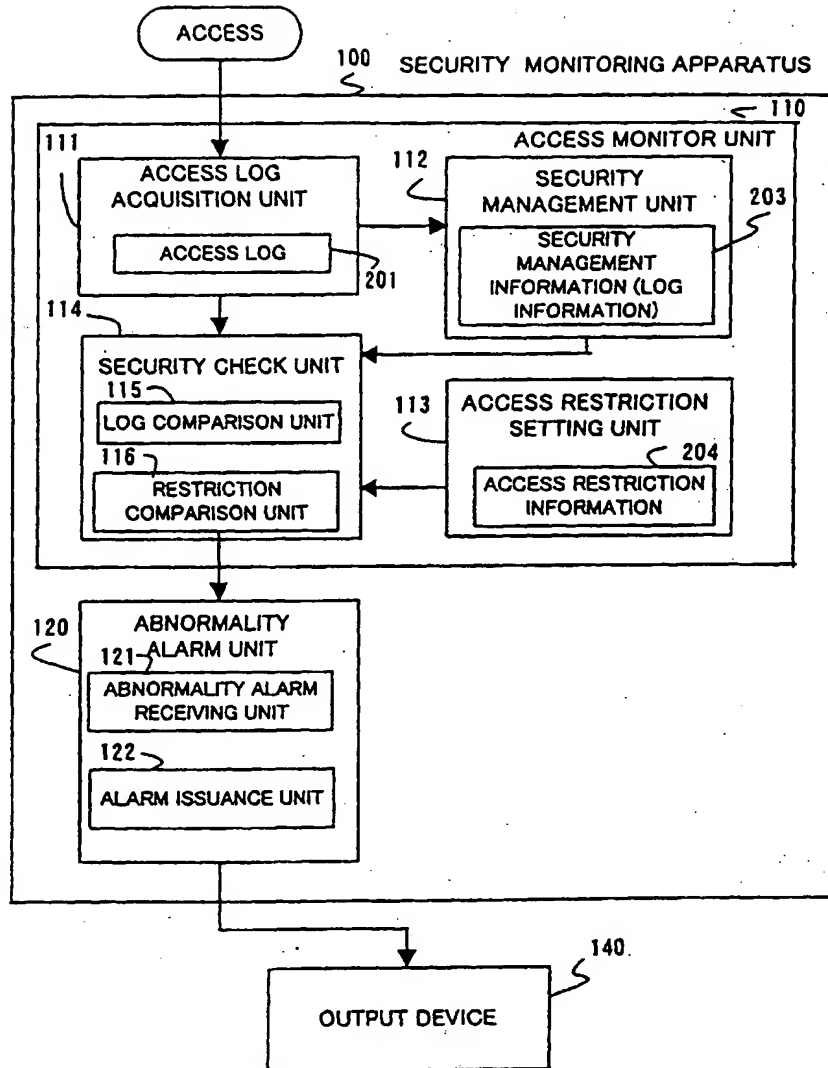 ACCESS
100 SECURITY MONITORING APPARATUS
110
ACCESS MONITOR UNIT
111
ACCESS LOG
ACQUISITION UNIT
ACCESS LOG
201
112
SECURITY
MANAGEMENT UNIT
203
SECURITY
MANAGEMENT
INFORMATION (LOG
INFORMATION)
114
SECURITY CHECK UNIT
115
LOG COMPARISON UNIT
116
RESTRICTION
COMPARISON UNIT
113
ACCESS RESTRICTION
SETTING UNIT
204
ACCESS RESTRICTION
INFORMATION
120
ABNORMALITY
ALARM UNIT
121
ABNORMALITY ALARM
RECEIVING UNIT
122
ALARM ISSUANCE UNIT
140
OUTPUT DEVICE